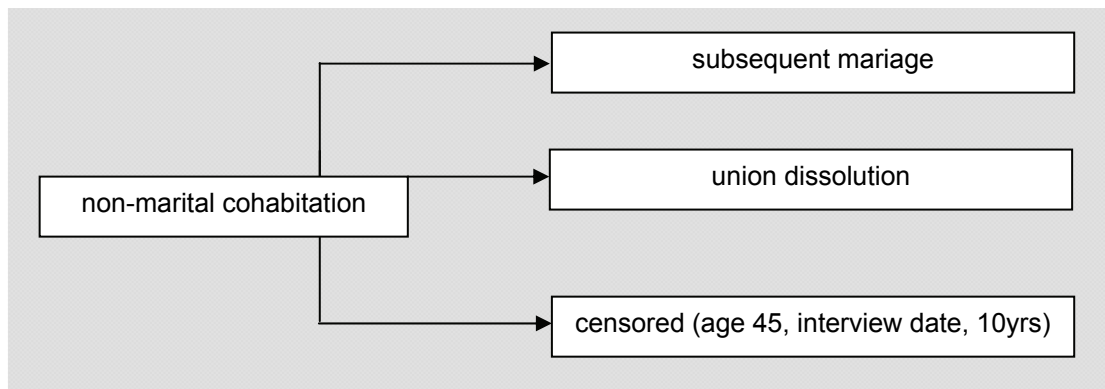 subsequent mariage
union dissolution
non-marital cohabitation
censored (age 45, interview date, 10yrs)